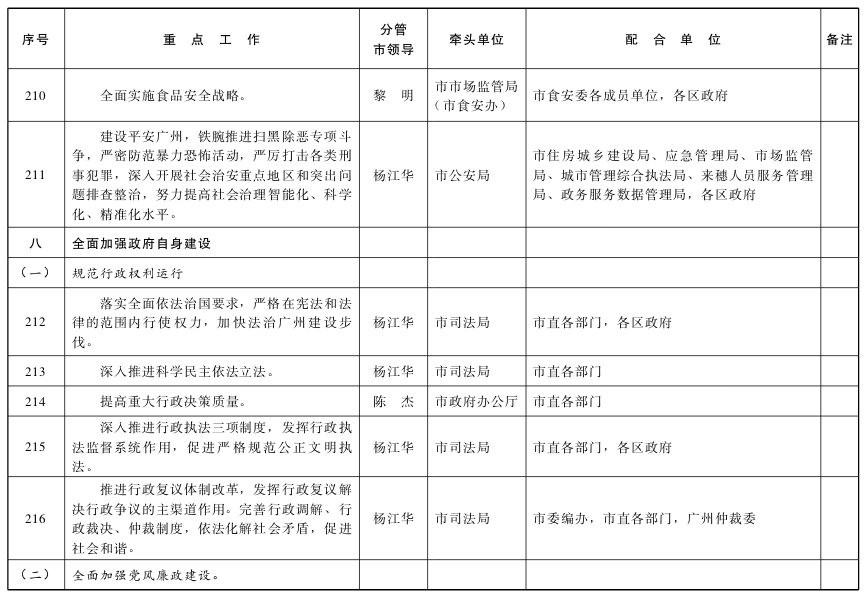 序号 重点工作 分管市领导 牵头单位 配合单位 备注
210 全面实施食品安全战略。 黎明 市市场监管局（市食安办） 市食安委各成员单位，各区政府
211 建设平安广州，铁腕推进扫黑除恶专项斗
争，严密防范暴力恐怖活动，严厉打击各类刑
事犯罪，深入开展社会治安重点地区和突出问
题排查整治，努力提高社会治理智能化、科学
化、精准化水平。
杨江华 市公安局
市住房城乡建设局、应急管理局、市场监管
局、城市管理综合执法局、来穗人员服务管理
局、政务服务数据管理局，各区政府
八 全面加强政府自身建设
（一） 规范行政权利运行
212 落实全面依法治国要求，严格在宪法和法
律的范围内行使权力，加快法治广州建设步
伐。
杨江华 市司法局 市直各部门，各区政府
213 深入推进科学民主依法立法。 杨江华 市司法局 市直各部门
214 提高重大行政决策质量。 陈杰 市政府办公厅 市直各部门
215 深入推进行政执法三项制度，发挥行政执
法监督系统作用，促进严格规范公正文明执
法。
杨江华 市司法局 市直各部门，各区政府
216 推进行政复议体制改革，发挥行政复议解
决行政争议的主渠道作用。完善行政调解、行
政裁决、仲裁制度，依法化解社会矛盾，促进
社会和谐。
杨江华 市司法局 市委编办，市直各部门，广州仲裁委
（二） 全面加强党风廉政建设。